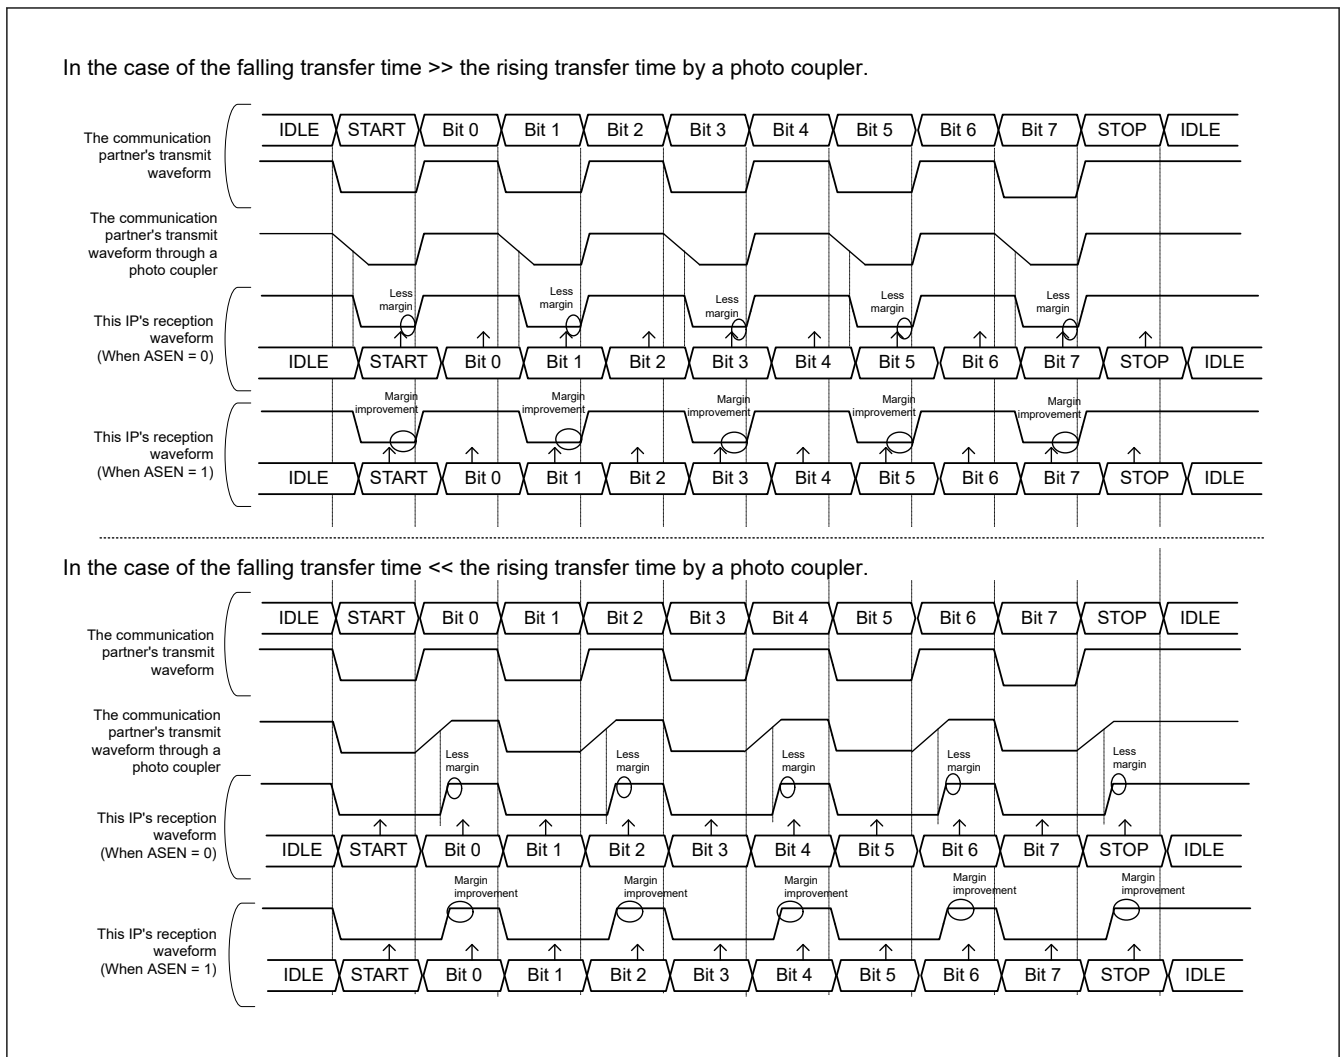 In the case of the falling transfer time >> the rising transfer time by a photo coupler.
The communication
partner's transmit
waveform
IDLE START Bit 0 Bit 1 Bit 2 Bit 3 Bit 4 Bit 5 Bit 6 Bit 7 STOP IDLE
The communication
partner's transmit
waveform through a
photo coupler
This IP's reception
waveform
(When ASEN = 0)
Less
margin
Less
margin
Less
margin
Less
margin
Less
margin
IDLE START Bit 0 Bit 1 Bit 2 Bit 3 Bit 4 Bit 5 Bit 6 Bit 7 STOP IDLE
This IP's reception
waveform
(When ASEN = 1)
Margin
improvement
Margin
improvement
Margin
improvement
Margin
improvement
Margin
improvement
IDLE START Bit 0 Bit 1 Bit 2 Bit 3 Bit 4 Bit 5 Bit 6 Bit 7 STOP IDLE
In the case of the falling transfer time << the rising transfer time by a photo coupler.
The communication
partner's transmit
waveform
IDLE START Bit 0 Bit 1 Bit 2 Bit 3 Bit 4 Bit 5 Bit 6 Bit 7 STOP IDLE
The communication
partner's transmit
waveform through a
photo coupler
This IP's reception
waveform
(When ASEN = 0)
Less
margin
Less
margin
Less
margin
Less
margin
Less
margin
IDLE START Bit 0 Bit 1 Bit 2 Bit 3 Bit 4 Bit 5 Bit 6 Bit 7 STOP IDLE
This IP's reception
waveform
(When ASEN = 1)
Margin
improvement
Margin
improvement
Margin
improvement
Margin
improvement
Margin
improvement
IDLE START Bit 0 Bit 1 Bit 2 Bit 3 Bit 4 Bit 5 Bit 6 Bit 7 STOP IDLE